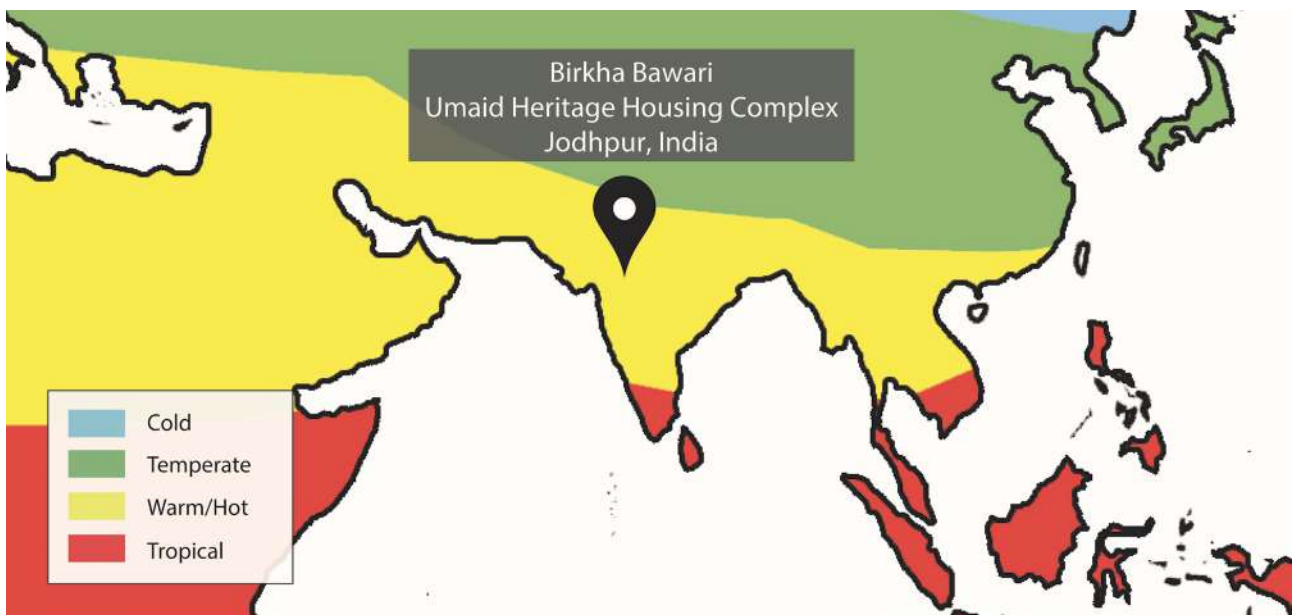 Birkha Bawari
Umaid Heritage Housing Complex
Jodhpur, India
Cold
Temperate
Warm/Hot
Tropical